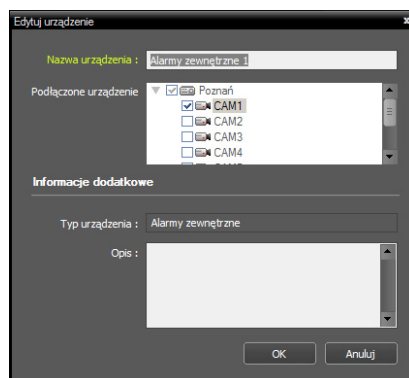 Edytuj urządzenie x
Nazwa urządzenia : Alarmy zewnętrzne 1
Podłączone urządzenie Poznań
CAM1
CAM2
CAM3
CAM4
Informacje dodatkowe
Typ urządzenia : Alarmy zewnętrzne
Opis :
OK Anuluj